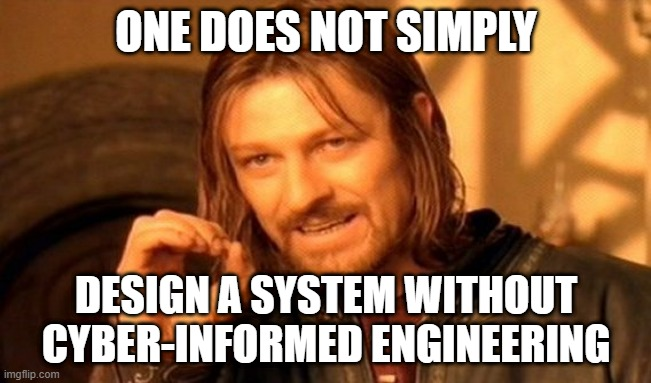 ONE DOES NOT SIMPLY
DESIGN A SYSTEM WITHOUT
CYBER-INFORMED ENGINEERING
imgflip.com